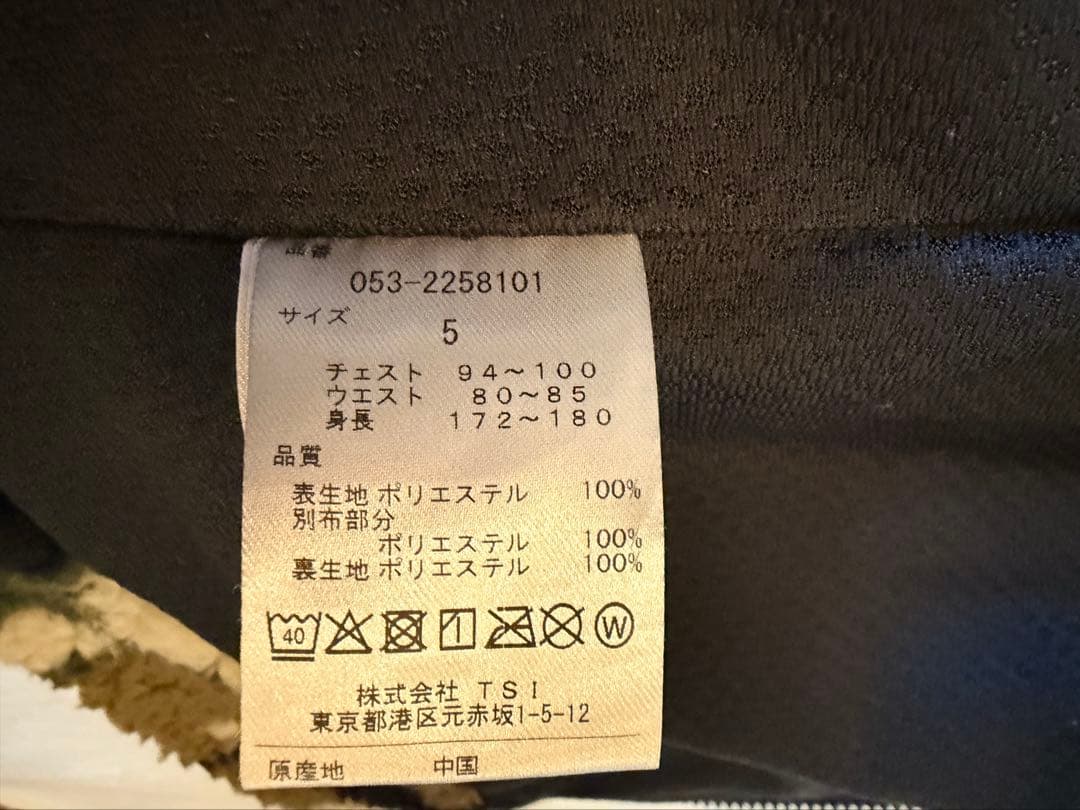 品番
053-2258101
サイズ
5
チェスト 94～100
ウエスト 80～85
身長 172～180
品質
表生地 ポリエステル 100%
別布部分
ポリエステル 100%
裏生地 ポリエステル 100%
40 W
株式会社 TSI
東京都港区元赤坂1-5-12
原産地 中国